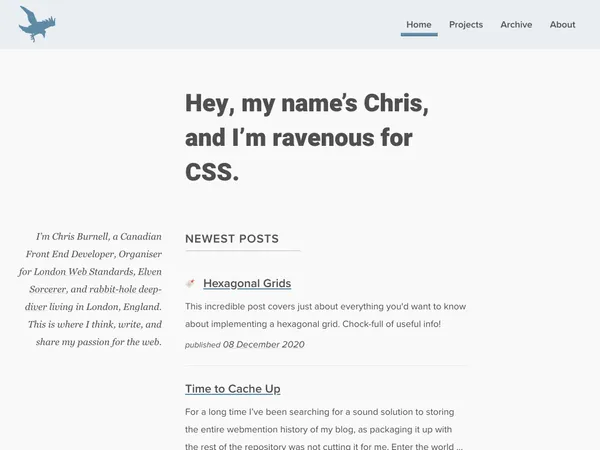 Home Projects Archive About
Hey, my name's Chris,
and I'm ravenous for
CSS.
I'm Chris Burnell, a Canadian
Front End Developer, Organiser
for London Web Standards, Elven
Sorcerer, and rabbit-hole deep-
diver living in London, England.
This is where I think, write, and
share my passion for the web.
NEWEST POSTS
Hexagonal Grids
This incredible post covers just about everything you'd want to know
about implementing a hexagonal grid. Chock-full of useful info!
published 08 December 2020
Time to Cache Up
For a long time I've been searching for a sound solution to storing
the entire webmention history of my blog, as packaging it up with
the rest of the repository was not cutting it for me. Enter the world ...